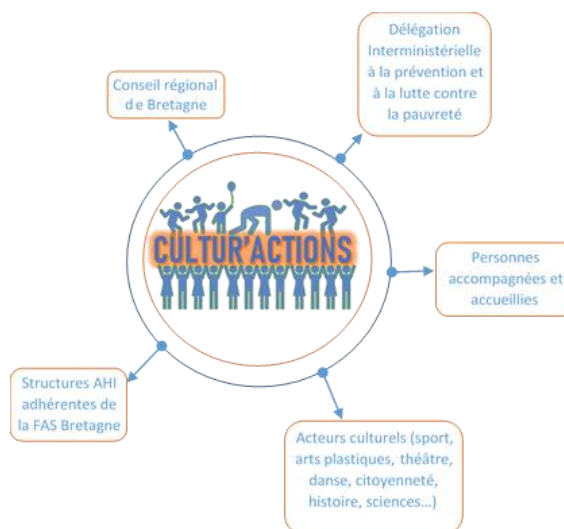 Délégation
Interministérielle
à la prévention et
à la lutte contre
la pauvreté
Conseil régional
de Bretagne
CULTUR'ACTIONS
Personnes
accompagnées et
accueillies
Structures AHI
adhérentes de
la FAS Bretagne
Acteurs culturels (sport,
arts plastiques, théâtre,
danse, citoyenneté,
histoire, sciences...)